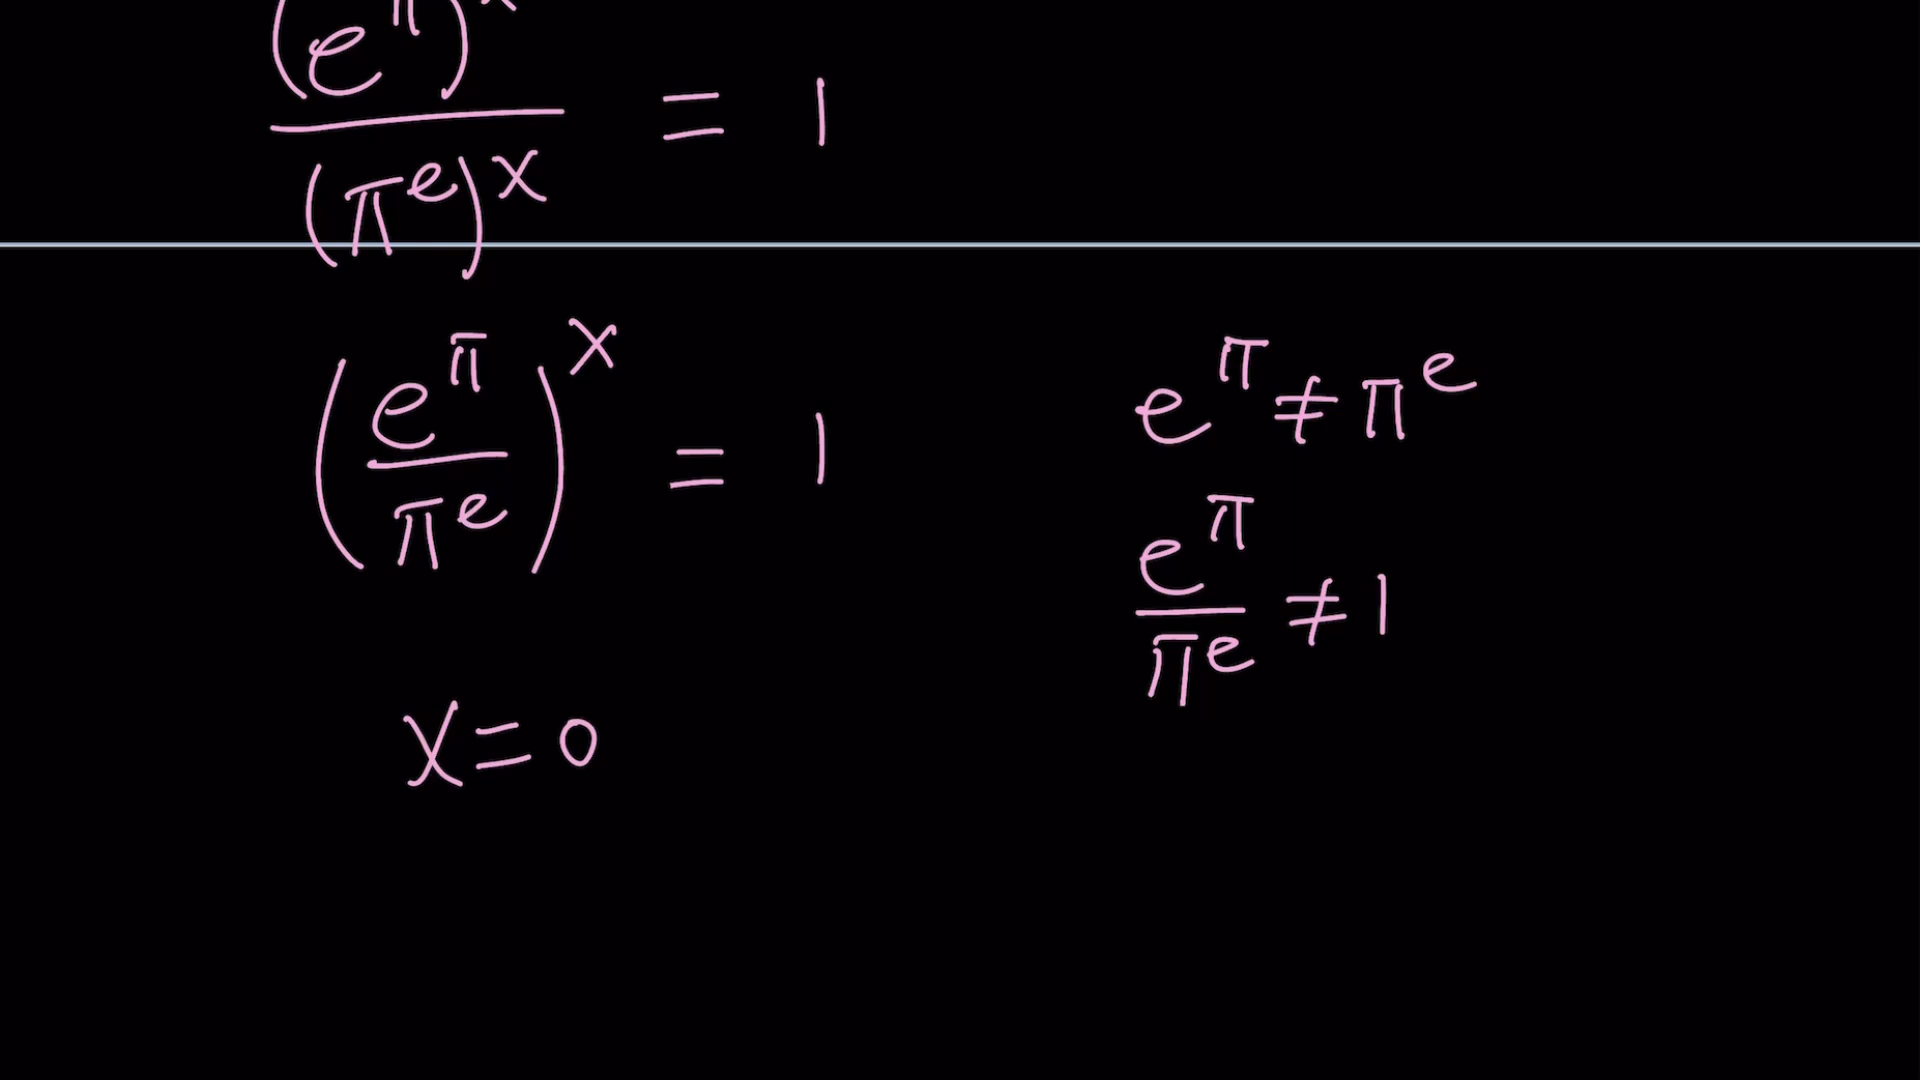 (e^π)^x / (π^e)^x = 1
(e^π / π^e)^x = 1
e^π ≠ π^e
e^π / π^e ≠ 1
x = 0